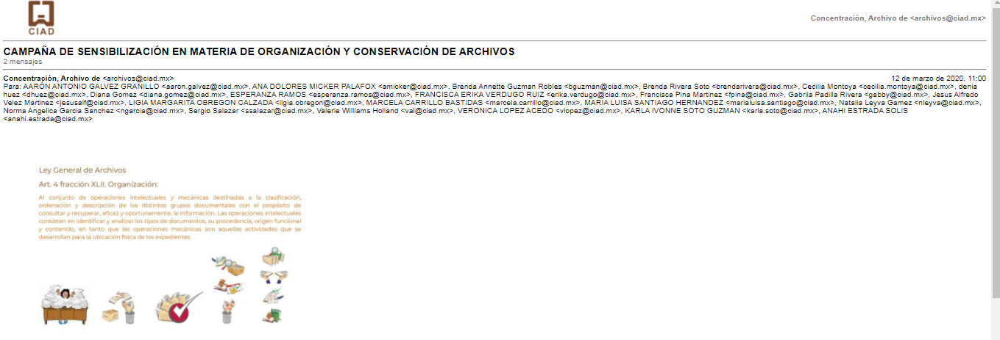 CIAD
Concentración, Archivo de <archivos@ciad.mx>
CAMPAÑA DE SENSIBILIZACIÓN EN MATERIA DE ORGANIZACIÓN Y CONSERVACIÓN DE ARCHIVOS
2 mensajes
Concentración, Archivo de <archivos@ciad.mx> 12 de marzo de 2020, 11:00
Para: AARÓN ANTONIO GALVEZ GRANILLO <aaron.galvez@ciad.mx>, ANA DOLORES MICKER PALAFOX <amicker@ciad.mx>, Brenda Annette Guzman Robles <bguzman@ciad.mx>, Brenda Rivera Soto <brendarivera@ciad.mx>, Cecilia Montoya <cecilia.montoya@ciad.mx>, denia
huez <dhuez@ciad.mx>, Diana Gomez <diana.gomez@ciad.mx>, ESPERANZA RAMOS <esperanza.ramos@ciad.mx>, FRANCISCA ERIKA VERDUGO RUIZ <erika.verdugo@ciad.mx>, Francisca Pina Martinez <fpina@ciad.mx>, Gabrila Padilla Rivera <gabby@ciad.mx>, Jesus Alfredo
Velez Martinez <jesusalf@ciad.mx>, LIGIA MARGARITA OBREGON CALZADA <ligia.obregon@ciad.mx>, MARCELA CARRILLO BASTIDAS <marcela.carrillo@ciad.mx>, MARIA LUISA SANTIAGO HERNANDEZ <marialuisa.santiago@ciad.mx>, Natalia Leyva Gamez <nleyva@ciad.mx>,
Norma Angelica Garcia Sanchez <ngarcia@ciad.mx>, Sergio Salazar <ssalazar@ciad.mx>, Valerie Williams Holland <val@ciad.mx>, VERONICA LOPEZ ACEDO <vlopez@ciad.mx>, KARLA IVONNE SOTO GUZMAN <karla.soto@ciad.mx>, ANAHI ESTRADA SOLIS
<anahi.estrada@ciad.mx>
Ley General de Archivos
Art. 4 fracción XLII. Organización:
Al conjunto de operaciones intelectuales y mecánicas destinadas a la clasificación,
ordenación y descripción de los distintos grupos documentales con el propósito de
consultar y recuperar, eficaz y oportunamente, la información. Las operaciones intelectuales
consisten en identificar y analizar los tipos de documentos, su procedencia, origen funcional
y contenido, en tanto que las operaciones mecánicas son aquellas actividades que se
desarrollan para la ubicación física de los expedientes.